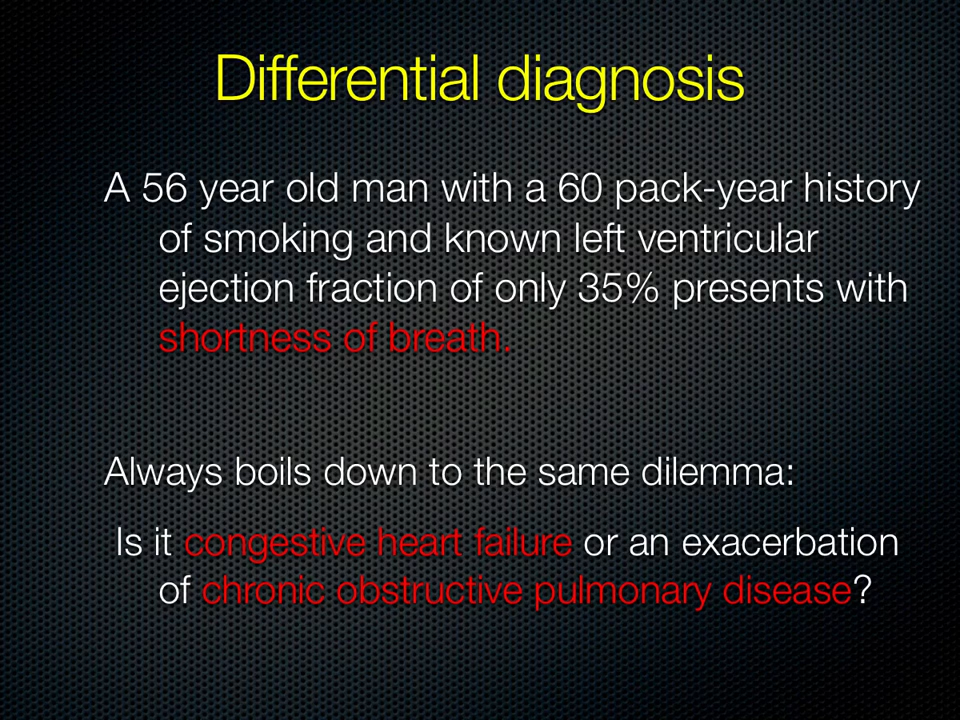 Differential diagnosis
A 56 year old man with a 60 pack-year history
of smoking and known left ventricular
ejection fraction of only 35% presents with
shortness of breath.
Always boils down to the same dilemma:
Is it congestive heart failure or an exacerbation
of chronic obstructive pulmonary disease?